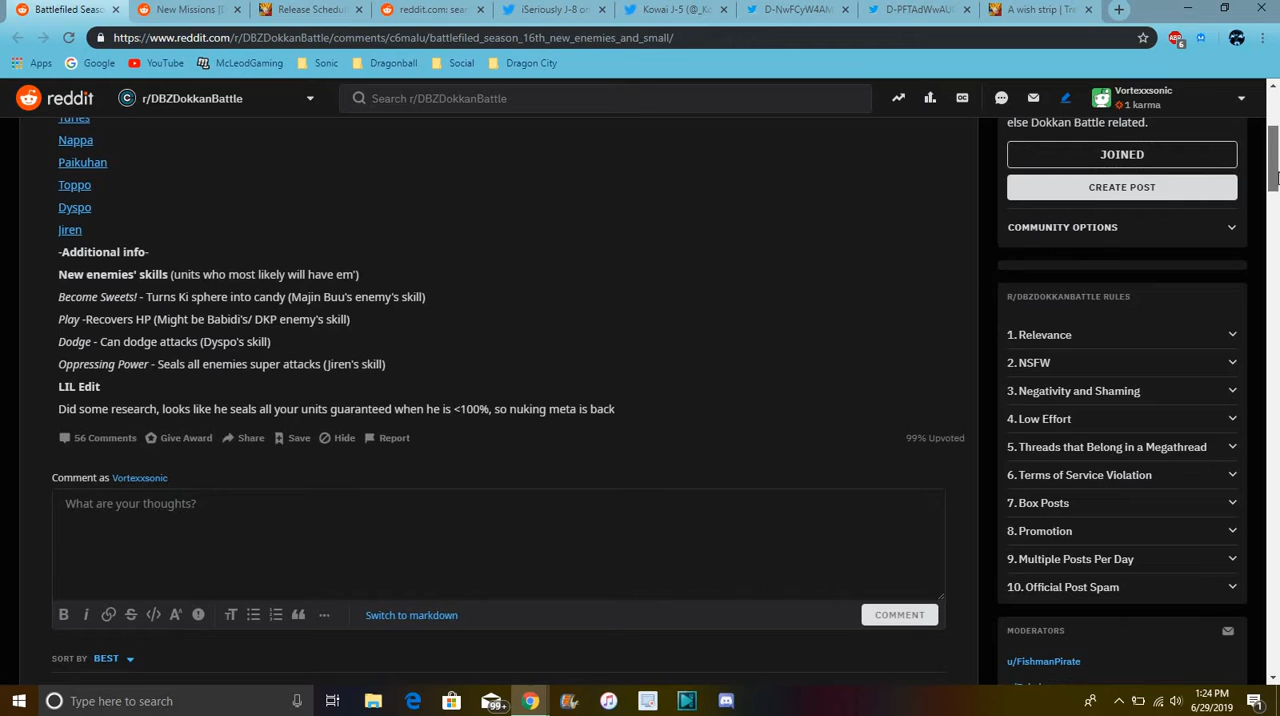 Battlefiled Seas
New Missions [D
Release Schedul
reddit.com: sear
iSeriously J-8 on
Kowai J-5 (@_Ko
D-NwFCyW4AM
D-PFTAdWwAUF
A wish strip | Tre
https://www.reddit.com/r/DBZDokkanBattle/comments/c6malu/battlefiled_season_16th_new_enemies_and_small/
6
Apps
Google
YouTube
McLeodGaming
Sonic
Dragonball
Social
Dragon City
reddit
r/DBZDokkanBattle
Search r/DBZDokkanBattle
Vortexxsonic
1 karma
Turles
Nappa
Paikuhan
Toppo
Dyspo
Jiren
-Additional info-
New enemies' skills (units who most likely will have em')
Become Sweets! - Turns Ki sphere into candy (Majin Buu's enemy's skill)
Play -Recovers HP (Might be Babidi's/ DKP enemy's skill)
Dodge - Can dodge attacks (Dyspo's skill)
Oppressing Power - Seals all enemies super attacks (Jiren's skill)
LIL Edit
Did some research, looks like he seals all your units guaranteed when he is <100%, so nuking meta is back
56 Comments
Give Award
Share
Save
Hide
Report
99% Upvoted
Comment as Vortexxsonic
What are your thoughts?
Switch to markdown
COMMENT
SORT BY BEST
else Dokkan Battle related.
JOINED
CREATE POST
COMMUNITY OPTIONS
R/DBZDOKKANBATTLE RULES
1. Relevance
2. NSFW
3. Negativity and Shaming
4. Low Effort
5. Threads that Belong in a Megathread
6. Terms of Service Violation
7. Box Posts
8. Promotion
9. Multiple Posts Per Day
10. Official Post Spam
MODERATORS
u/FishmanPirate
Type here to search
99+
1:24 PM
6/29/2019
1